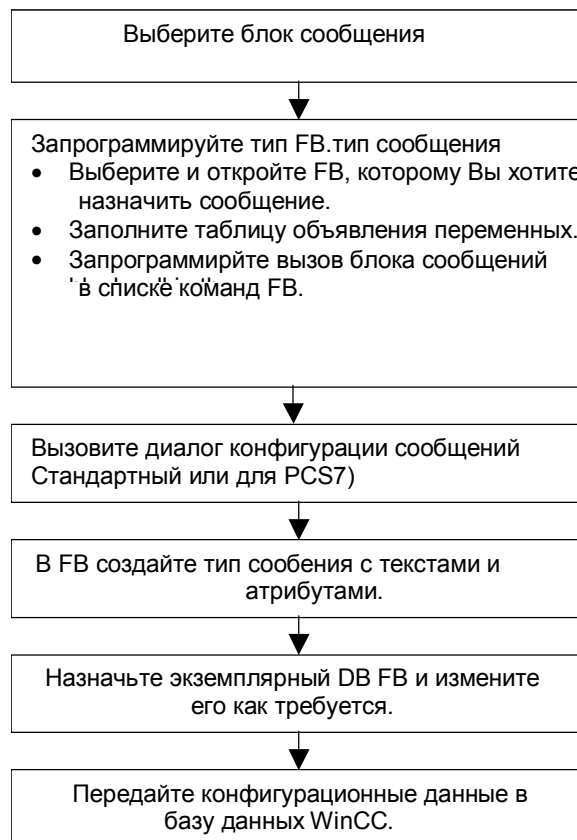 Выберите блок сообщения
Запрограммируйте тип FB.тип сообщения
• Выберите и откройте FB, которому Вы хотите
назначить сообщение.
• Заполните таблицу объявления переменных.
• Запрограммирйте вызов блока сообщений
в списке команд FB.
Вызовите диалог конфигурации сообщений
Стандартный или для PCS7)
В FB создайте тип сообения с текстами и
атрибутами.
Назначьте экземплярный DB FB и измените
его как требуется.
Передайте конфигурационные данные в
базу данных WinCC.